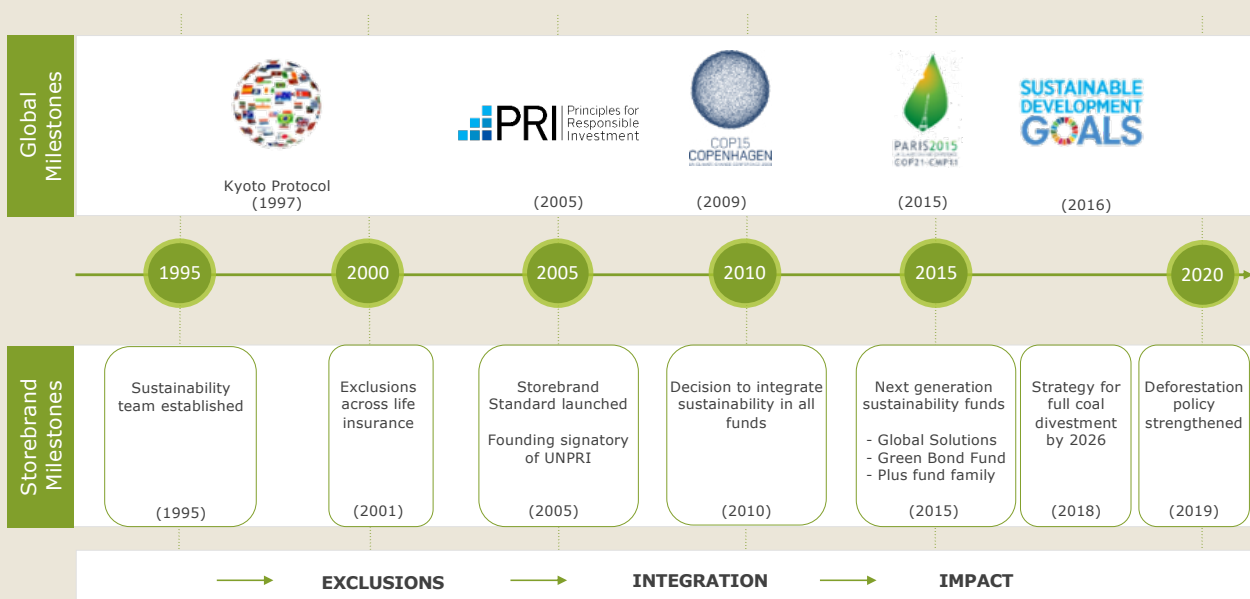 Global
Milestones
Kyoto Protocol
(1997)
PRI
Principles for
Responsible
Investment
(2005)
COP15
COPENHAGEN
(2009)
PARIS2015
COP21-CMP11
(2015)
SUSTAINABLE
DEVELOPMENT
GOALS
(2016)
1995
2000
2005
2010
2015
2020
Storebrand
Milestones
Sustainability
team established
(1995)
Exclusions
across life
insurance
(2001)
Storebrand
Standard launched
Founding signatory
of UNPRI
(2005)
Decision to integrate
sustainability in all
funds
(2010)
Next generation
sustainability funds
- Global Solutions
- Green Bond Fund
- Plus fund family
(2015)
Strategy for
full coal
divestment
by 2026
(2018)
Deforestation
policy
strengthened
(2019)
EXCLUSIONS
INTEGRATION
IMPACT